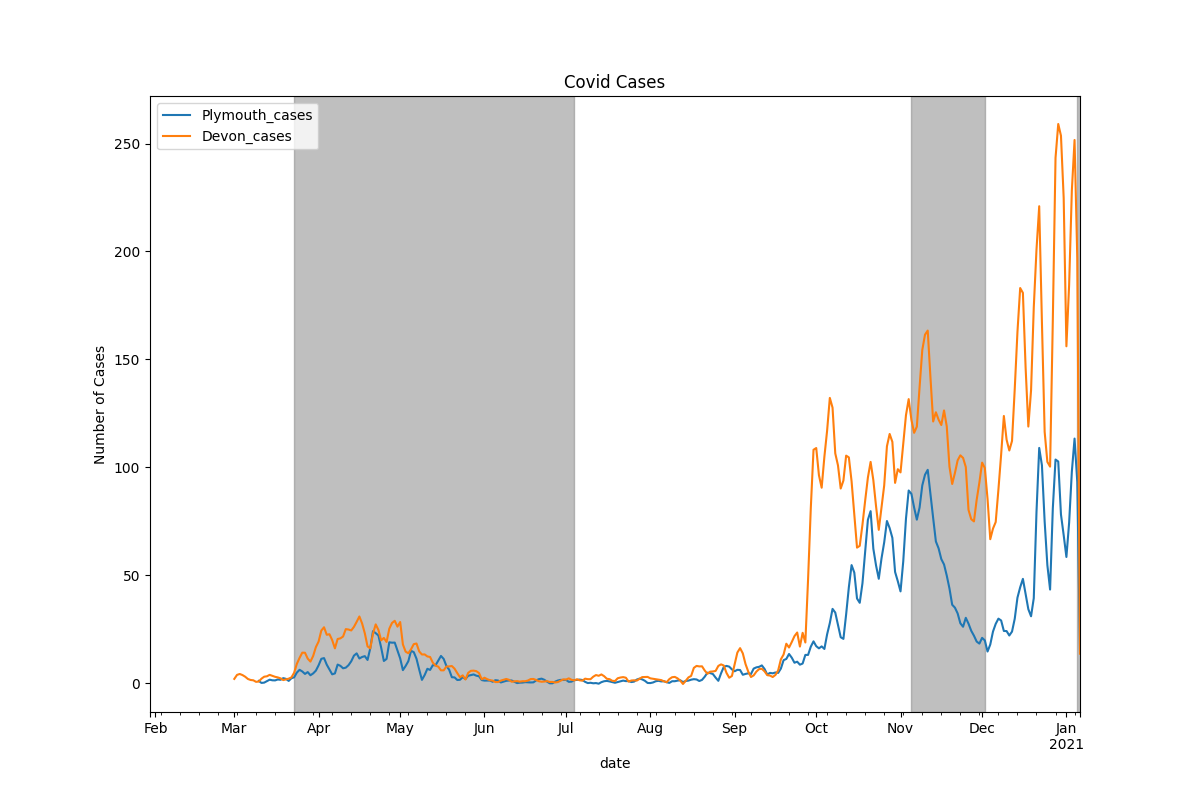 Covid Cases
Plymouth_cases
Devon_cases
250
200
150
100
50
0
Number of Cases
Feb Mar Apr May Jun Jul Aug Sep Oct Nov Dec Jan
2021
date